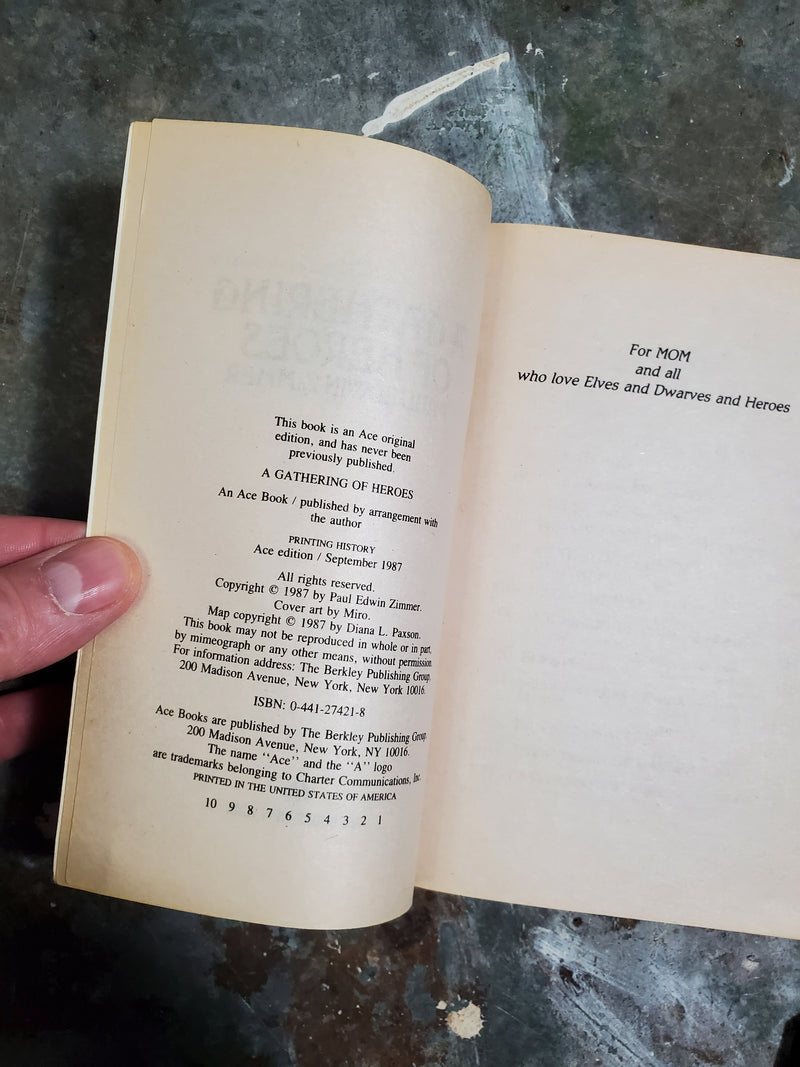 This book is an Ace original
edition, and has never been
previously published.
A GATHERING OF HEROES
An Ace Book / published by arrangement with
the author
PRINTING HISTORY
Ace edition / September 1987
All rights reserved.
Copyright © 1987 by Paul Edwin Zimmer.
Cover art by Miro.
Map copyright © 1987 by Diana L. Paxson.
This book may not be reproduced in whole or in part,
by mimeograph or any other means, without permission.
For information address: The Berkley Publishing Group,
200 Madison Avenue, New York, New York 10016.
ISBN: 0-441-27421-8
Ace Books are published by The Berkley Publishing Group,
200 Madison Avenue, New York, NY 10016.
The name "Ace" and the "A" logo
are trademarks belonging to Charter Communications, Inc.
PRINTED IN THE UNITED STATES OF AMERICA
10 9 8 7 6 5 4 3 2 1
For MOM
and all
who love Elves and Dwarves and Heroes